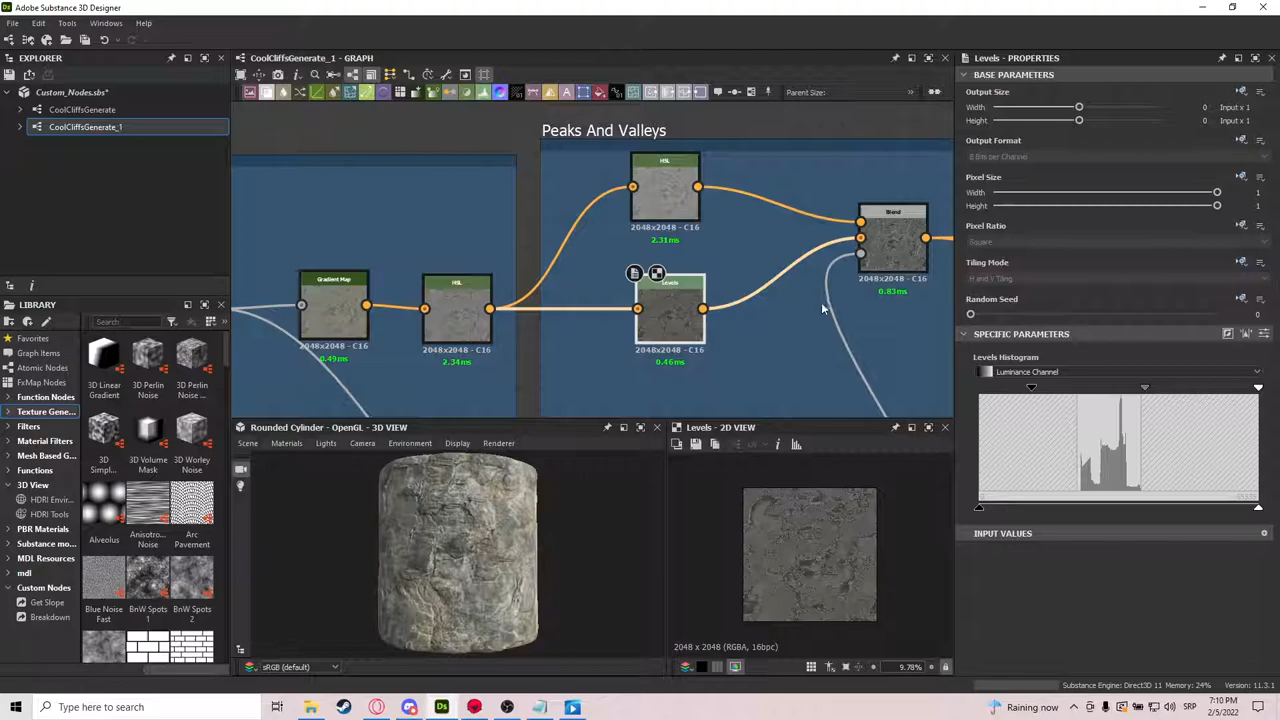 Adobe Substance 3D Designer
File Edit Tools Windows Help
EXPLORER
Custom_Nodes.sbs*
CoolCliffsGenerate
CoolCliffsGenerate_1
LIBRARY
Search
Favorites
Graph Items
Atomic Nodes
FxMap Nodes
Function Nodes
Texture Gene...
Filters
Material Filters
Mesh Based G...
Functions
3D View
HDRI Envir...
HDRI Tools
PBR Materials
Substance mo...
MDL Resources
mdl
Custom Nodes
Get Slope
Breakdown
3D Linear Gradient
3D Perlin Noise
3D Perlin Noise ...
3D Simpl...
3D Volume Mask
3D Worley Noise
Alveolus
Anisotro... Noise
Arc Pavement
Blue Noise Fast
BnW Spots 1
BnW Spots 2
CoolCliffsGenerate_1 - GRAPH
Parent Size:
Peaks And Valleys
HSL
2048x2048 - C16
2.31ms
Gradient Map
2048x2048 - C16
0.49ms
HSL
2048x2048 - C16
2.34ms
Levels
2048x2048 - C16
0.46ms
Blend
2048x2048 - C16
0.83ms
Rounded Cylinder - OpenGL - 3D VIEW
Scene Materials Lights Camera Environment Display Renderer
sRGB (default)
Levels - 2D VIEW
2048 x 2048 (RGBA, 16bpc)
9.78%
Levels - PROPERTIES
BASE PARAMETERS
Output Size
Width 0 Input x 1
Height 0 Input x 1
Output Format
8 Bits per Channel
Pixel Size
Width 1
Height 1
Pixel Ratio
Square
Tiling Mode
H and V Tiling
Random Seed
0
SPECIFIC PARAMETERS
Levels Histogram
Luminance Channel
0 65535
INPUT VALUES
Substance Engine: Direct3D 11 Memory: 24% Version: 11.3.1
Type here to search
Raining now
SRP
7:10 PM
2/5/2022